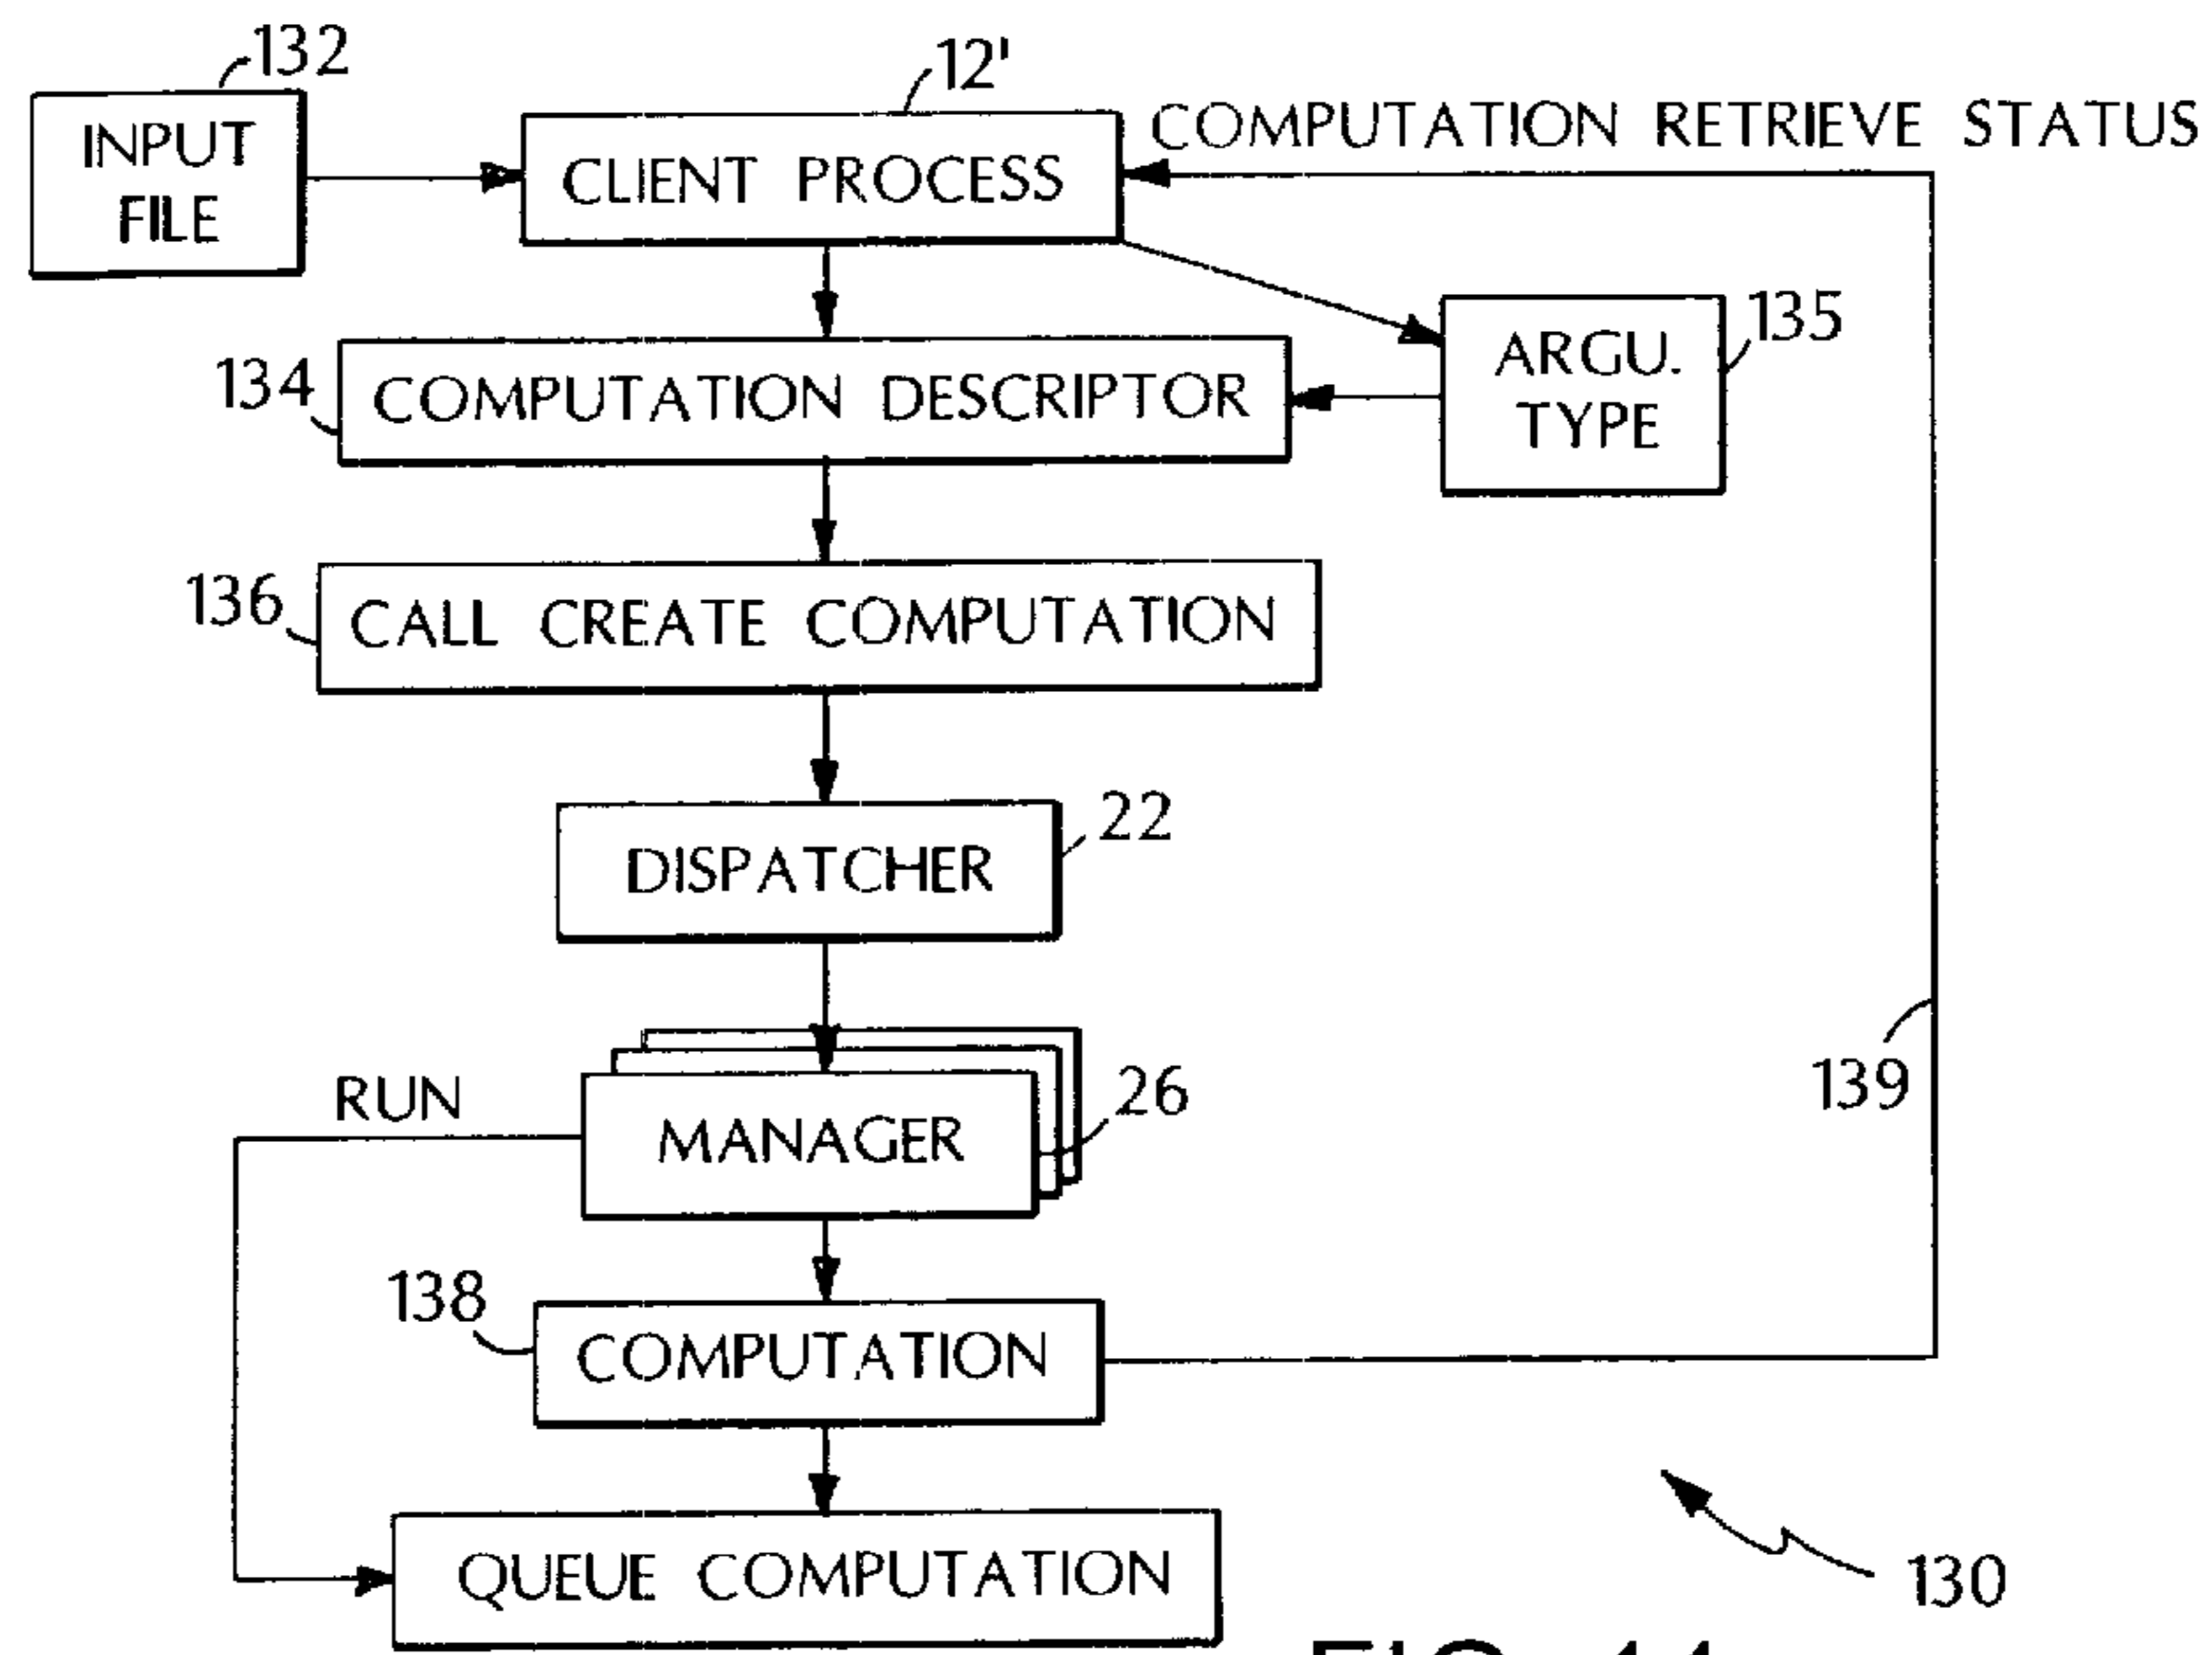 132
12'
INPUT
FILE
CLIENT PROCESS
COMPUTATION RETRIEVE STATUS
134
COMPUTATION DESCRIPTOR
ARGU.
TYPE
135
136
CALL CREATE COMPUTATION
DISPATCHER
22
RUN
MANAGER
26
139
138
COMPUTATION
QUEUE COMPUTATION
130